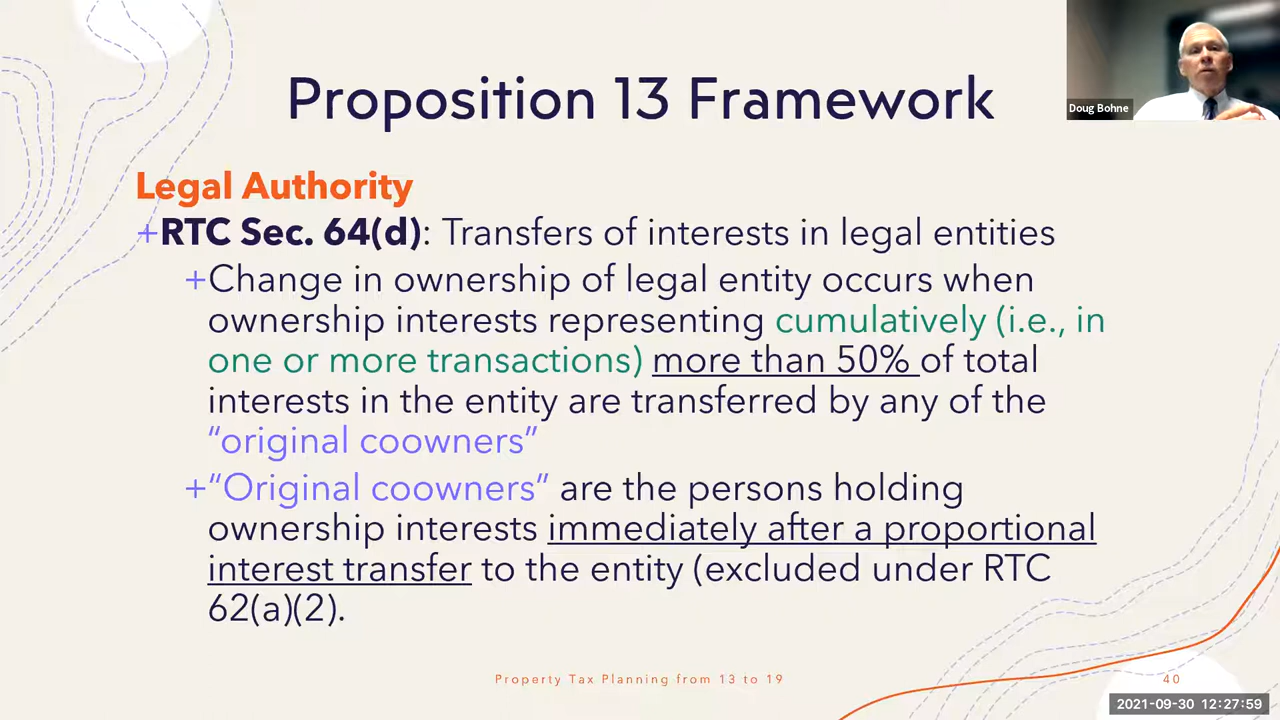 Proposition 13 Framework
Doug Bohne
Legal Authority
+RTC Sec. 64(d): Transfers of interests in legal entities
+Change in ownership of legal entity occurs when
ownership interests representing cumulatively (i.e., in
one or more transactions) more than 50% of total
interests in the entity are transferred by any of the
“original coowners”
+“Original coowners” are the persons holding
ownership interests immediately after a proportional
interest transfer to the entity (excluded under RTC
62(a)(2).
Property Tax Planning from 13 to 19
40
2021-09-30 12:27:59